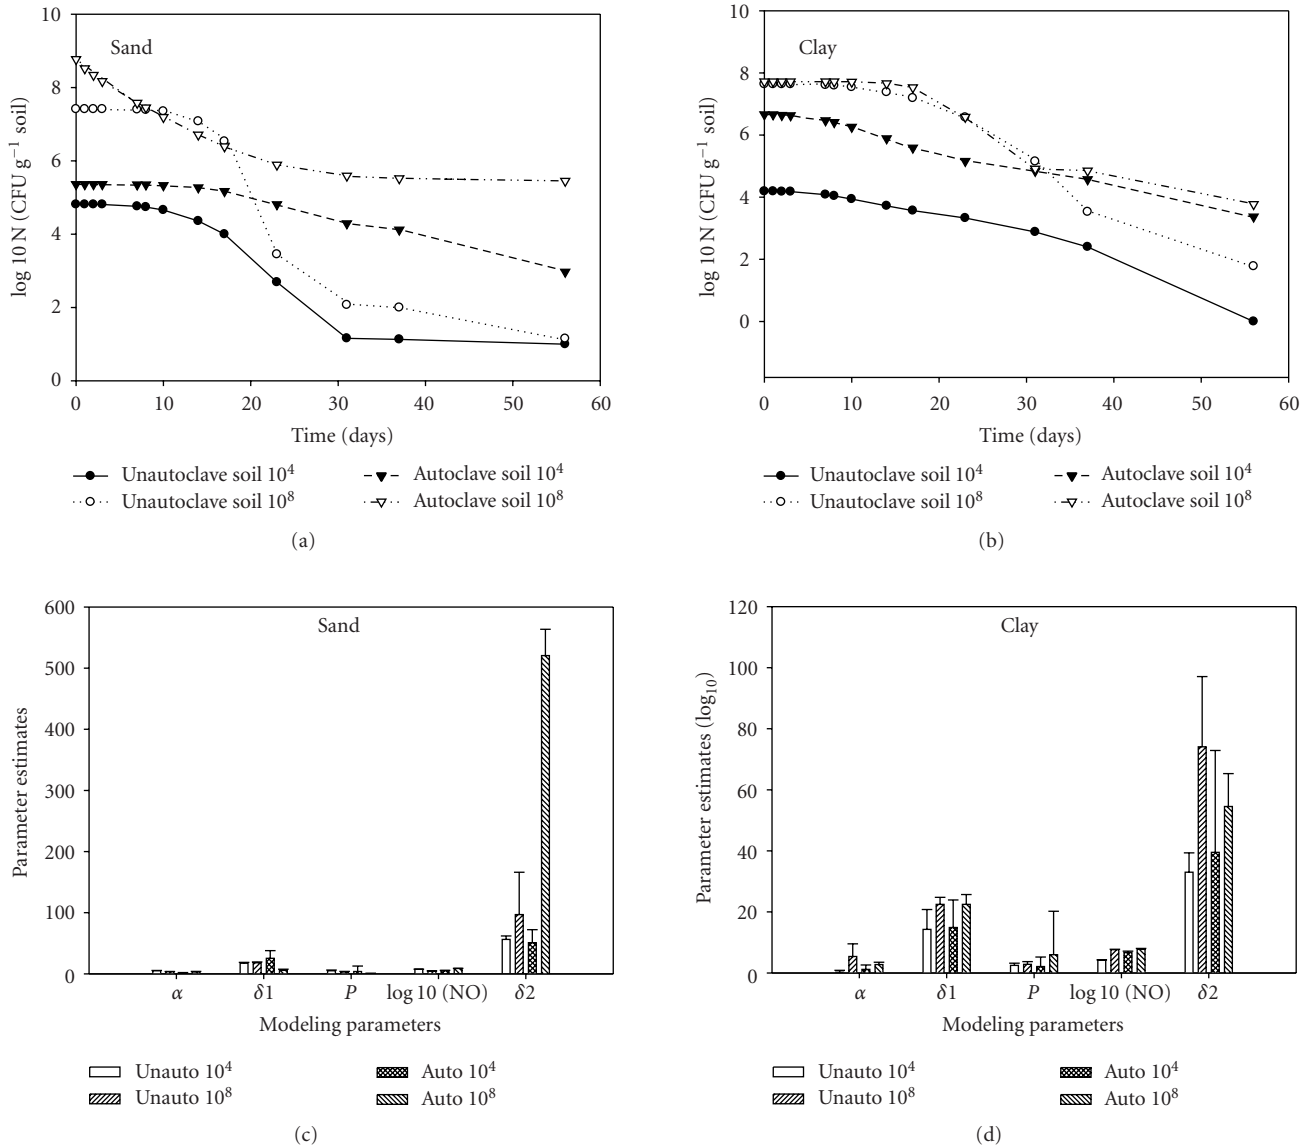 10
8
6
4
2
0
log 10 N (CFU g⁻¹ soil)
Sand
0 10 20 30 40 50 60
Time (days)
Unautoclave soil 10⁴
Autoclave soil 10⁴
Unautoclave soil 10⁸
Autoclave soil 10⁸
(a)
10
8
6
4
2
0
log 10 N (CFU g⁻¹ soil)
Clay
0 10 20 30 40 50 60
Time (days)
Unautoclave soil 10⁴
Autoclave soil 10⁴
Unautoclave soil 10⁸
Autoclave soil 10⁸
(b)
600
500
400
300
200
100
0
Parameter estimates
Sand
α δ1 P log 10 (NO) δ2
Modeling parameters
Unauto 10⁴
Auto 10⁴
Unauto 10⁸
Auto 10⁸
(c)
120
100
80
60
40
20
0
Parameter estimates (log₁₀)
Clay
α δ1 P log 10 (NO) δ2
Modeling parameters
Unauto 10⁴
Auto 10⁴
Unauto 10⁸
Auto 10⁸
(d)